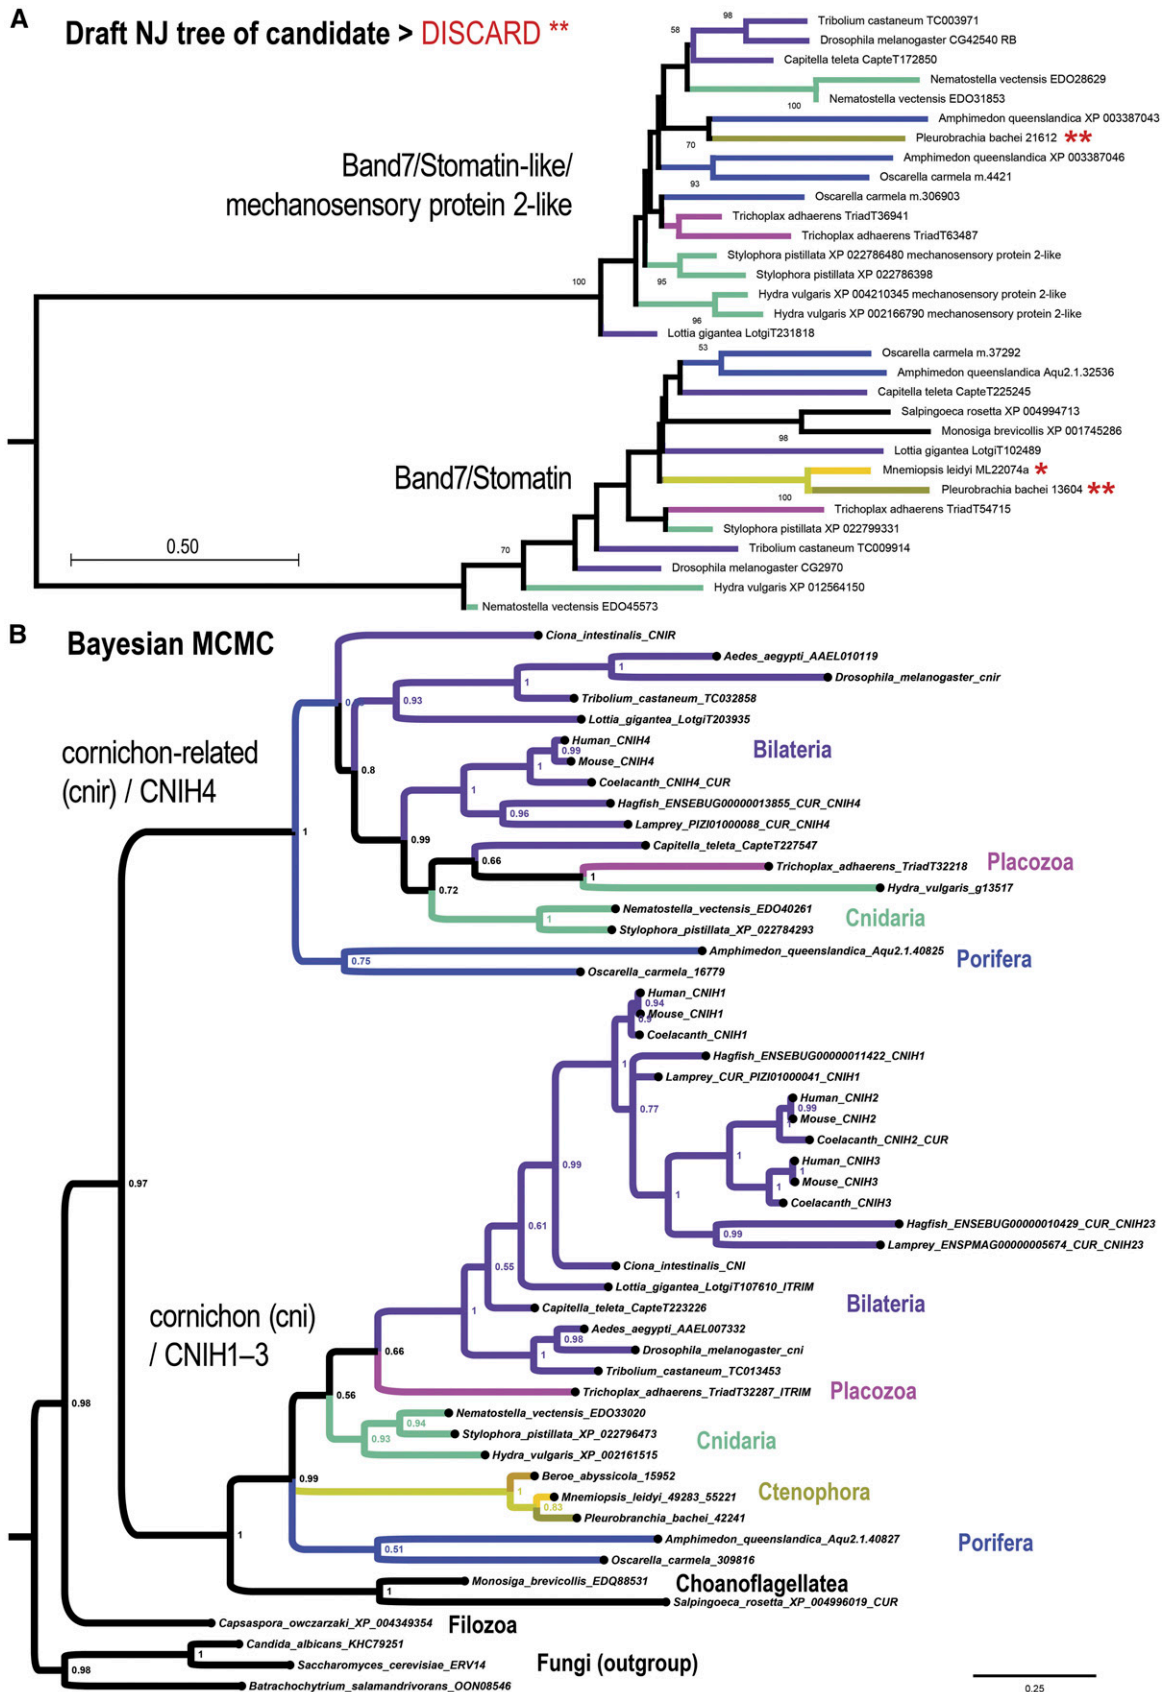 A
Draft NJ tree of candidate > DISCARD **
Band7/Stomatin-like/
mechanosensory protein 2-like
98
Tribolium castaneum TC003971
58
Drosophila melanogaster CG42540 RB
Capitella teleta CapteT172850
Nematostella vectensis EDO28629
100
Nematostella vectensis EDO31853
Amphimedon queenslandica XP 003387043
70
Pleurobrachia bachei 21612 **
Amphimedon queenslandica XP 003387046
93
Oscarella carmela m.4421
Oscarella carmela m.306903
Trichoplax adhaerens TriadT36941
Trichoplax adhaerens TriadT63487
Stylophora pistillata XP 022786480 mechanosensory protein 2-like
95
Stylophora pistillata XP 022786398
100
Hydra vulgaris XP 004210345 mechanosensory protein 2-like
96
Hydra vulgaris XP 002166790 mechanosensory protein 2-like
Lottia gigantea LotgiT231818
Band7/Stomatin
53
Oscarella carmela m.37292
Amphimedon queenslandica Aqu2.1.32536
Capitella teleta CapteT225245
Salpingoeca rosetta XP 004994713
98
Monosiga brevicollis XP 001745286
Lottia gigantea LotgiT102489
Mnemiopsis leidyi ML22074a *
100
Pleurobrachia bachei 13604 **
Trichoplax adhaerens TriadT54715
Stylophora pistillata XP 022799331
0.50
70
Tribolium castaneum TC009914
Drosophila melanogaster CG2970
Hydra vulgaris XP 012564150
Nematostella vectensis EDO45573
B
Bayesian MCMC
cornichon-related
(cnir) / CNIH4
Ciona_intestinalis_CNIR
Aedes_aegypti_AAEL010119
1
Drosophila_melanogaster_cnir
1
Tribolium_castaneum_TC032858
0.93
Lottia_gigantea_LotgiT203935
Human_CNIH4
0.99
Bilateria
Mouse_CNIH4
1
0.8
Coelacanth_CNIH4_CUR
1
Hagfish_ENSEBUG00000013855_CUR_CNIH4
0.96
Lamprey_PIZI01000088_CUR_CNIH4
1
0.99
Capitella_teleta_CapteT227547
0.66
Trichoplax_adhaerens_TriadT32218
Placozoa
1
Hydra_vulgaris_g13517
0.72
Nematostella_vectensis_EDO40261
1
Cnidaria
Stylophora_pistillata_XP_022784293
Amphimedon_queenslandica_Aqu2.1.40825
0.75
Porifera
Oscarella_carmela_16779
Human_CNIH1
0.94
Mouse_CNIH1
Coelacanth_CNIH1
Hagfish_ENSEBUG00000011422_CNIH1
1
Lamprey_CUR_PIZI01000041_CNIH1
0.77
Human_CNIH2
0.99
Mouse_CNIH2
1
Coelacanth_CNIH2_CUR
1
Human_CNIH3
1
Mouse_CNIH3
1
Coelacanth_CNIH3
0.99
0.97
1
Hagfish_ENSEBUG00000010429_CUR_CNIH23
0.99
Lamprey_ENSPMAG00000005674_CUR_CNIH23
0.61
Ciona_intestinalis_CNI
0.55
Lottia_gigantea_LotgiT107610_ITRIM
Bilateria
Capitella_teleta_CapteT223226
1
cornichon (cni)
/ CNIH1–3
Aedes_aegypti_AAEL007332
0.98
Drosophila_melanogaster_cni
1
0.66
Tribolium_castaneum_TC013453
Trichoplax_adhaerens_TriadT32287_ITRIM
Placozoa
0.56
0.98
Nematostella_vectensis_EDO33020
0.94
Stylophora_pistillata_XP_022796473
0.93
Cnidaria
Hydra_vulgaris_XP_002161515
0.99
Beroe_abyssicola_15952
1
Ctenophora
Mnemiopsis_leidyi_49283_55221
0.83
Pleurobranchia_bachei_42241
1
Amphimedon_queenslandica_Aqu2.1.40827
0.51
Porifera
Oscarella_carmela_309816
Monosiga_brevicollis_EDQ88531
1
Choanoflagellatea
Salpingoeca_rosetta_XP_004996019_CUR
Capsaspora_owczarzaki_XP_004349354
Filozoa
Candida_albicans_KHC79251
1
Saccharomyces_cerevisiae_ERV14
Fungi (outgroup)
0.98
Batrachochytrium_salamandrivorans_OON08546
0.25